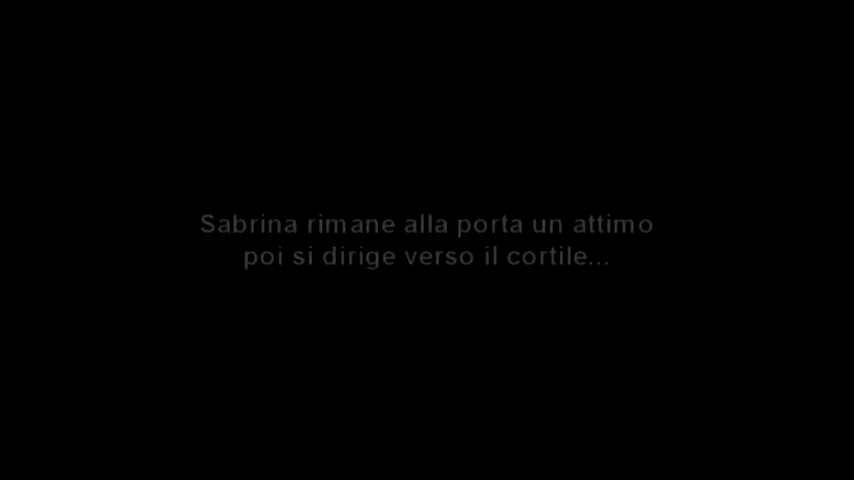 Sabrina rimane alla porta un attimo
poi si dirige verso il cortile...